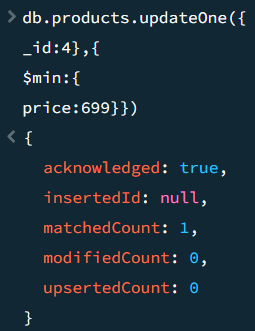 > db.products.updateOne({
_id:4},{
$min:{
price:699}})
< {
acknowledged: true,
insertedId: null,
matchedCount: 1,
modifiedCount: 0,
upsertedCount: 0
}